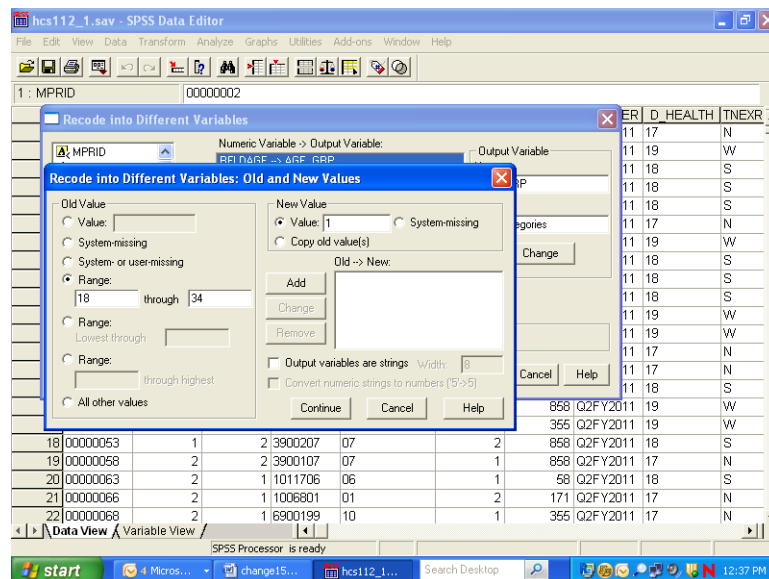 hcs112_1.sav - SPSS Data Editor
File Edit View Data Transform Analyze Graphs Utilities Add-ons Window Help
1 : MPRID 00000002
ER D_HEALTH TNEXR
Recode into Different Variables
11 17 N
MPRID
Numeric Variable -> Output Variable:
Output Variable
11 19 W
11 18 S
Recode into Different Variables: Old and New Values
11 18 S
Old Value
New Value
11 18 S
Value:
Value: 1
System-missing
egories
11 17 N
System-missing
Copy old value(s)
11 19 W
System- or user-missing
Old --> New:
Change
11 18 S
Range:
Add
11 18 S
18 through 34
11 18 S
Change
Range:
11 19 W
Lowest through
Remove
11 19 W
Range:
11 17 N
through highest
Output variables are strings Width: 8
Cancel Help
11 17 N
Convert numeric strings to numbers ('5'->5)
11 18 S
All other values
Continue Cancel Help
858 Q2FY2011 19 W
355 Q2FY2011 19 W
18 00000053 1 2 3900207 07 2 858 Q2FY2011 18 S
19 00000058 2 2 3900107 07 1 858 Q2FY2011 17 N
20 00000063 2 1 1011706 06 1 58 Q2FY2011 18 S
21 00000066 2 1 1006801 01 2 171 Q2FY2011 17 N
22 00000068 2 1 6900199 10 1 355 Q2FY2011 17 N
Data View Variable View
SPSS Processor is ready
start 4 Micros... change15... hcs112_1... Search Desktop 12:37 PM